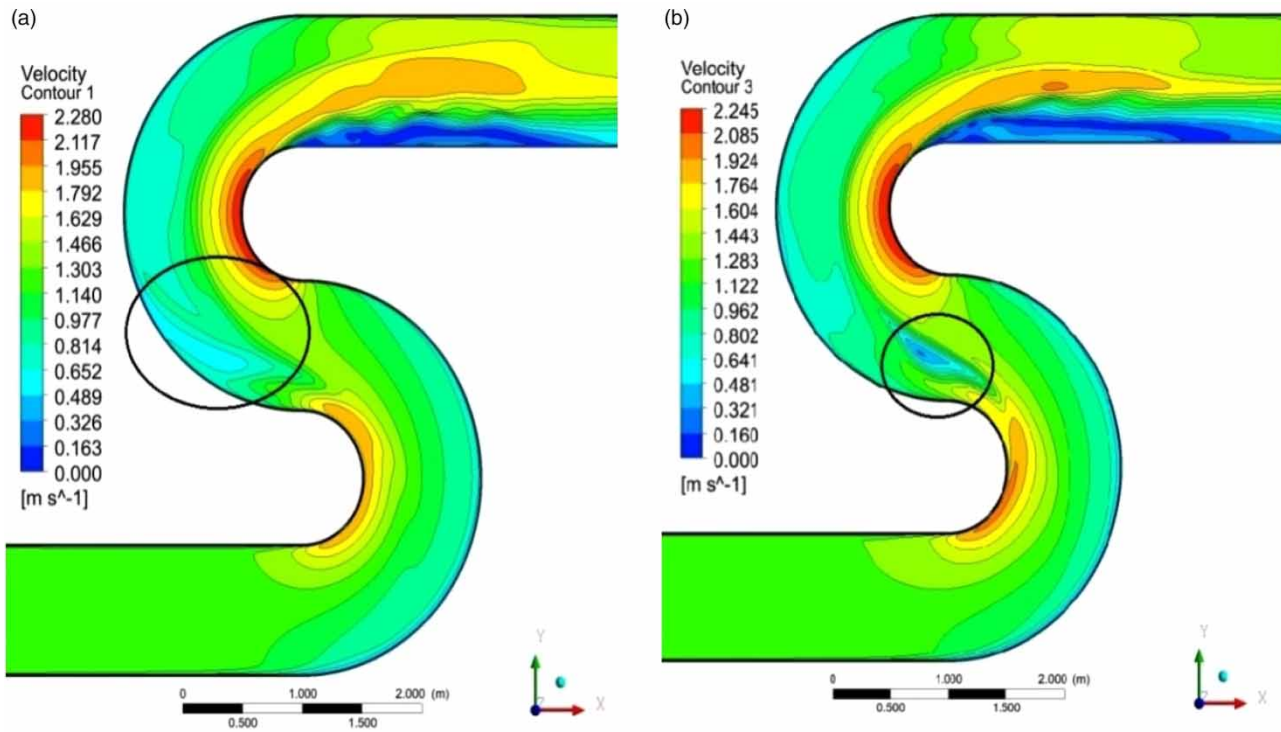 (a)
Velocity
Contour 1
2.280
2.117
1.955
1.792
1.629
1.466
1.303
1.140
0.977
0.814
0.652
0.489
0.326
0.163
0.000
[m s^-1]
0 1.000 2.000 (m)
0.500 1.500
Y
X
Z
(b)
Velocity
Contour 3
2.245
2.085
1.924
1.764
1.604
1.443
1.283
1.122
0.962
0.802
0.641
0.481
0.321
0.160
0.000
[m s^-1]
0 1.000 2.000 (m)
0.500 1.500
Y
X
Z